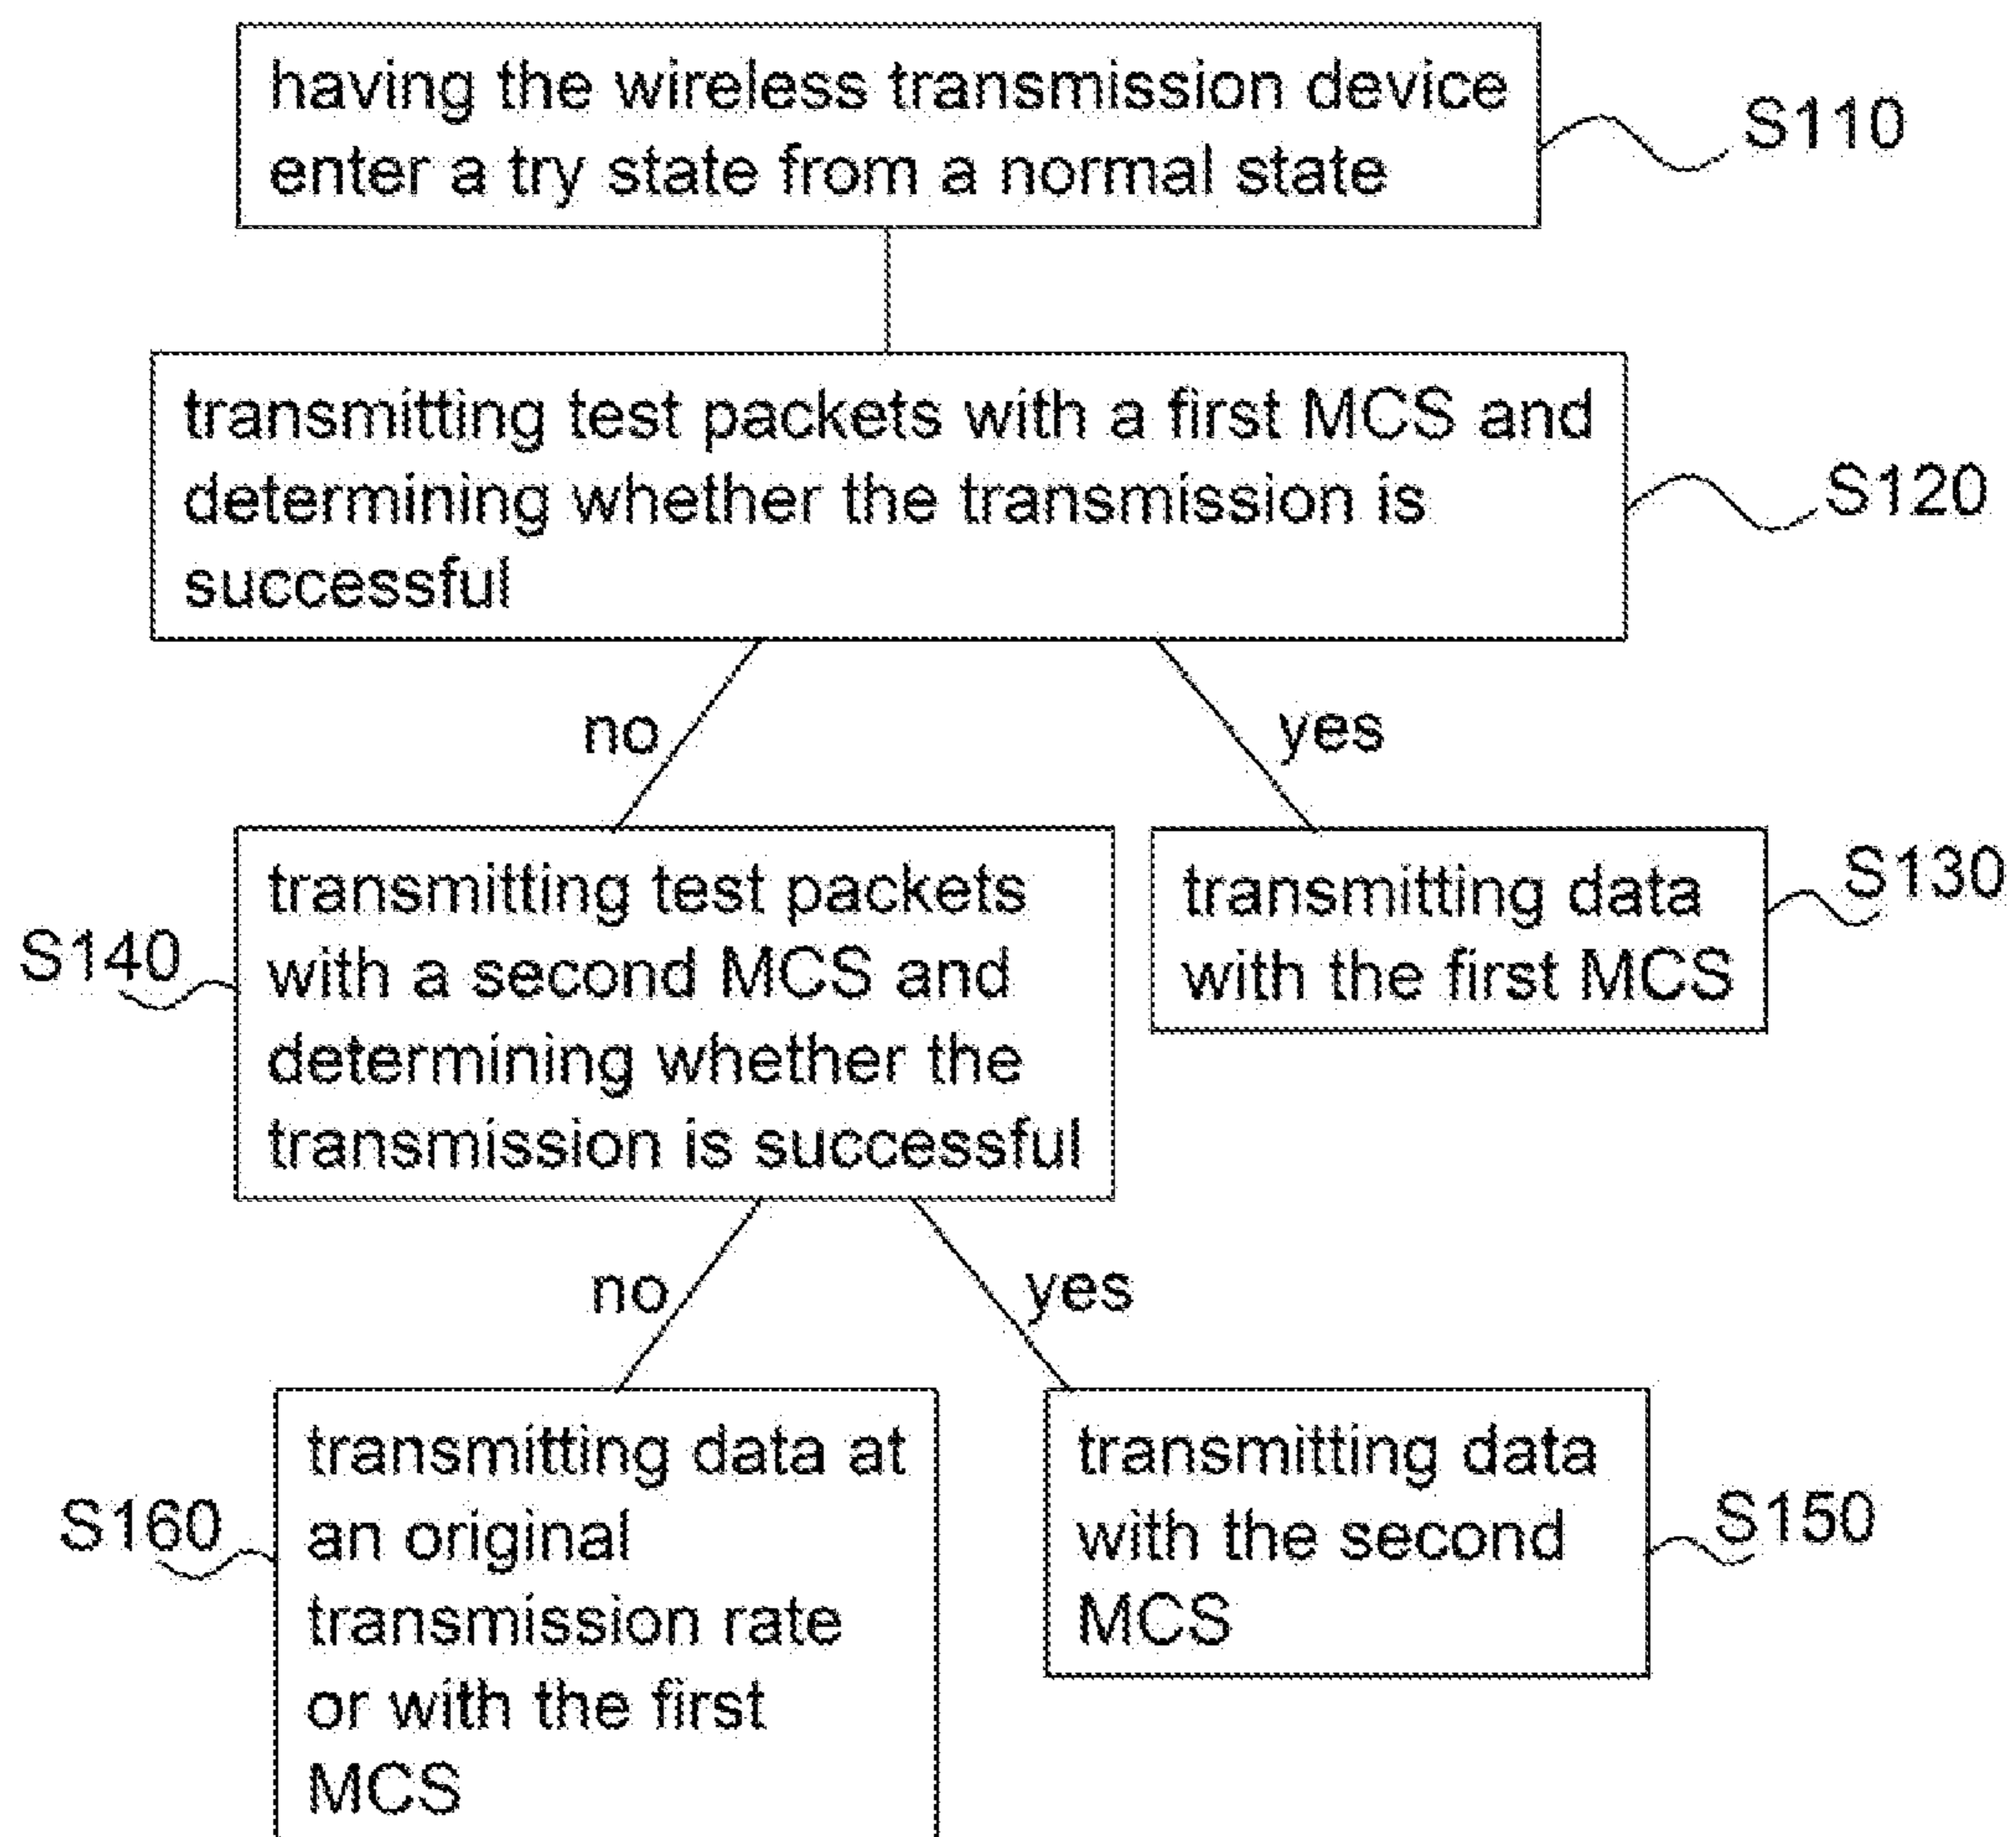 having the wireless transmission device
enter a try state from a normal state
S110
transmitting test packets with a first MCS and
determining whether the transmission is
successful
S120
no
yes
transmitting test packets
with a second MCS and
determining whether the
transmission is successful
S140
transmitting data
with the first MCS
S130
no
yes
transmitting data at
an original
transmission rate
or with the first
MCS
S160
transmitting data
with the second
MCS
S150